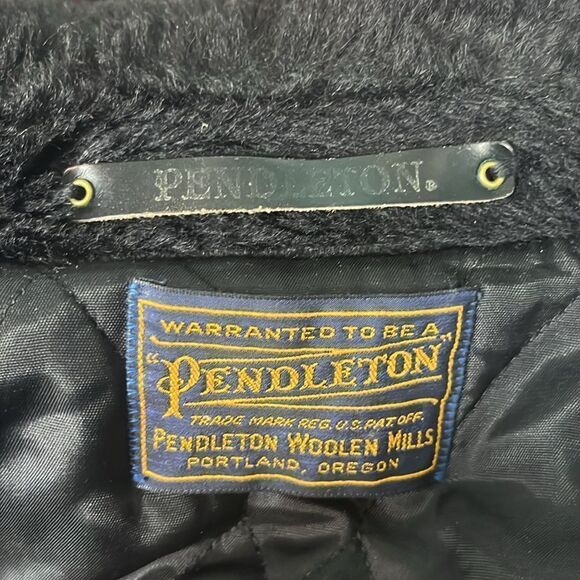 PENDLETON®
WARRANTED TO BE A
"PENDLETON"
TRADE MARK REG. U.S. PAT. OFF.
PENDLETON WOOLEN MILLS
PORTLAND, OREGON